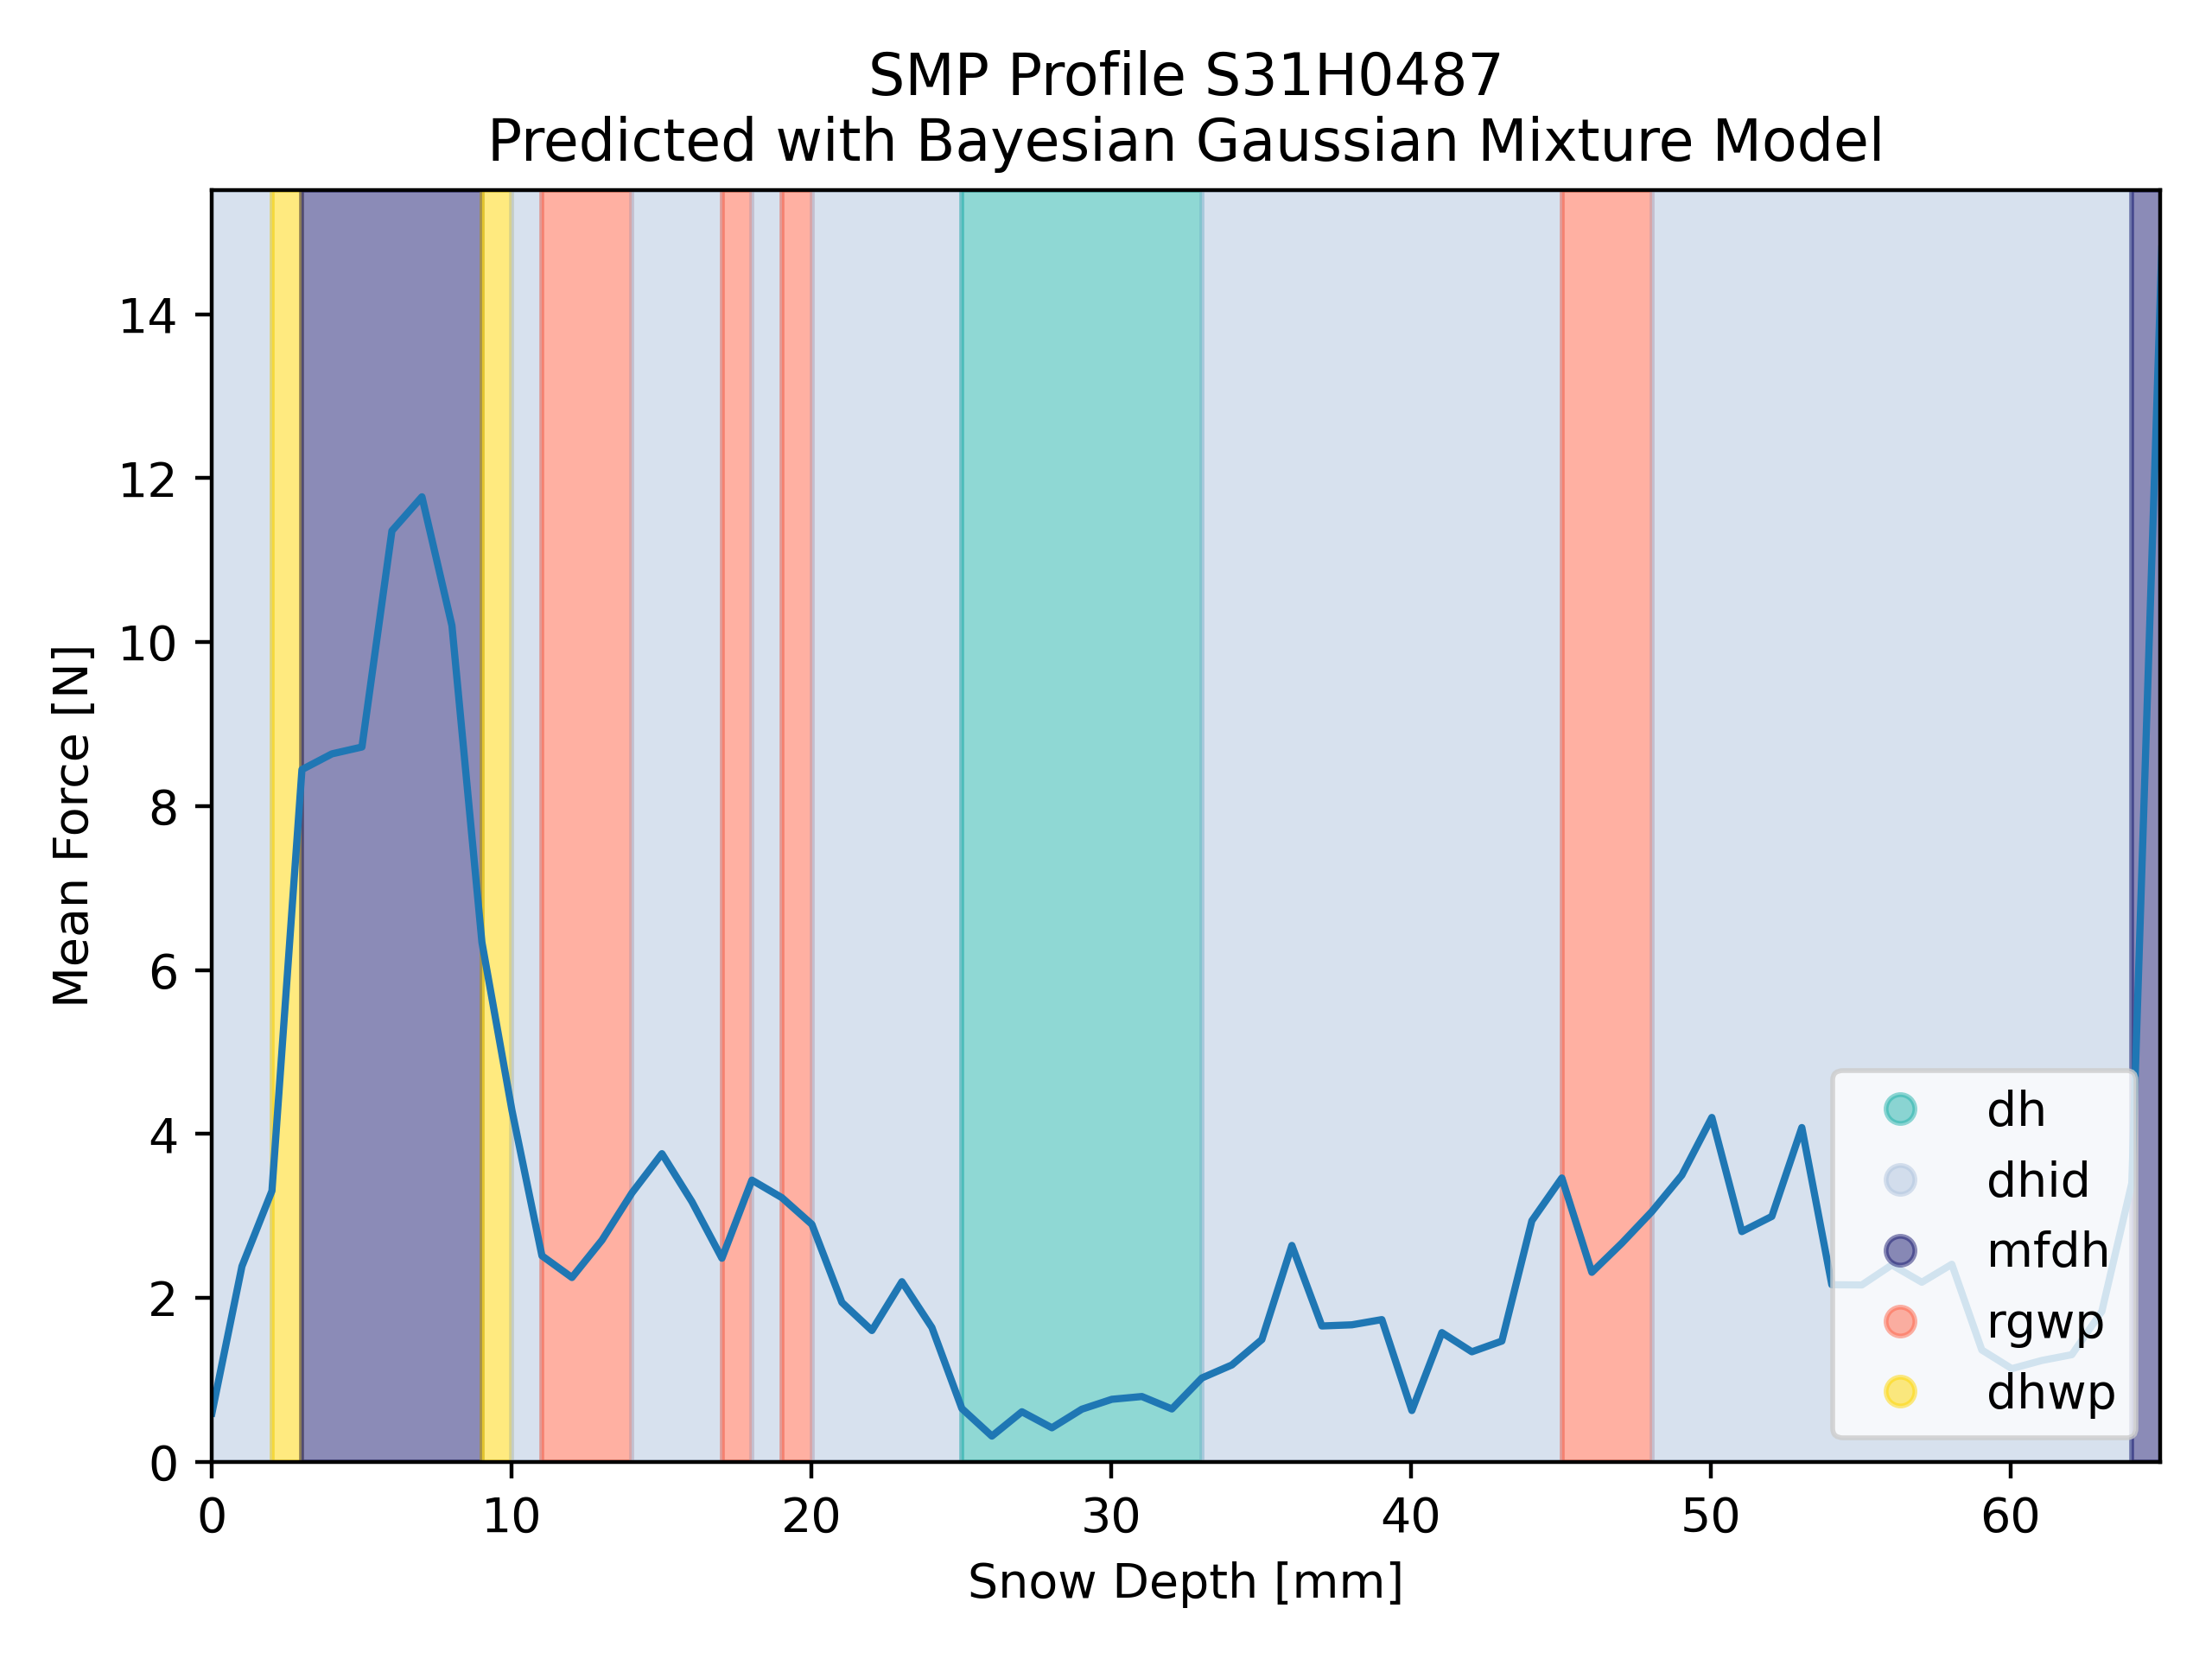 SMP Profile S31H0487
Predicted with Bayesian Gaussian Mixture Model
Mean Force [N]
14
12
10
8
6
4
2
0
0 10 20 30 40 50 60
Snow Depth [mm]
dh
dhid
mfdh
rgwp
dhwp